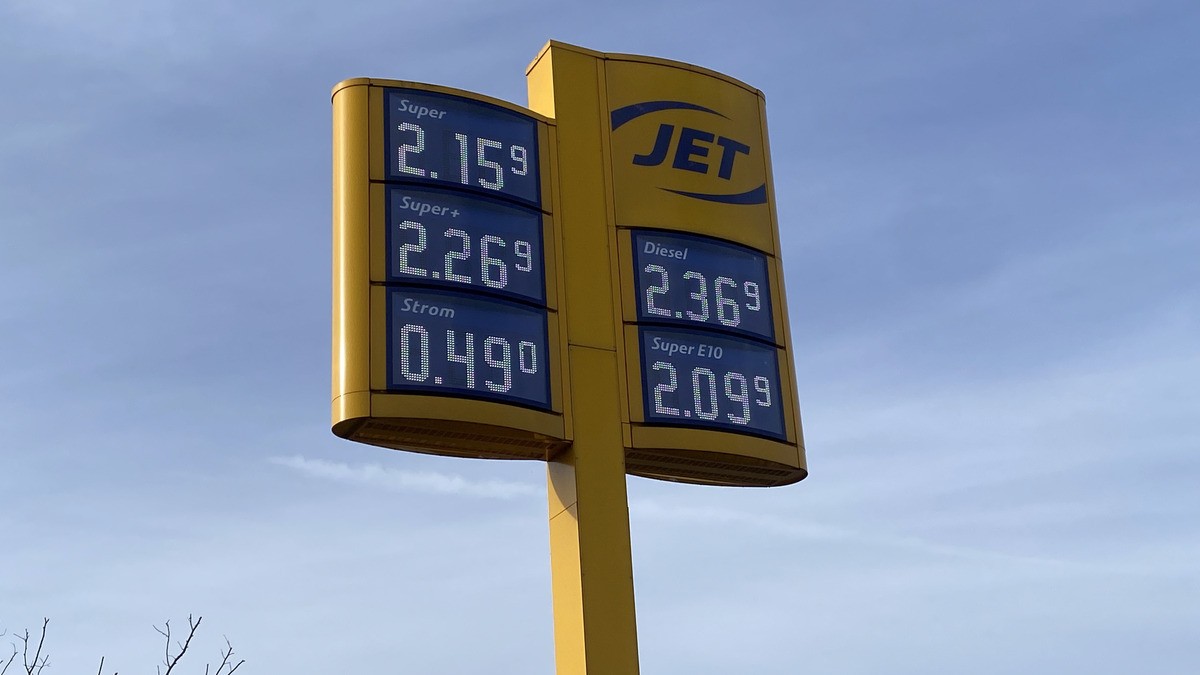 Super
2.15⁹
Super+
2.26⁹
Strom
0.49⁰
JET
Diesel
2.36⁹
Super E10
2.09⁹